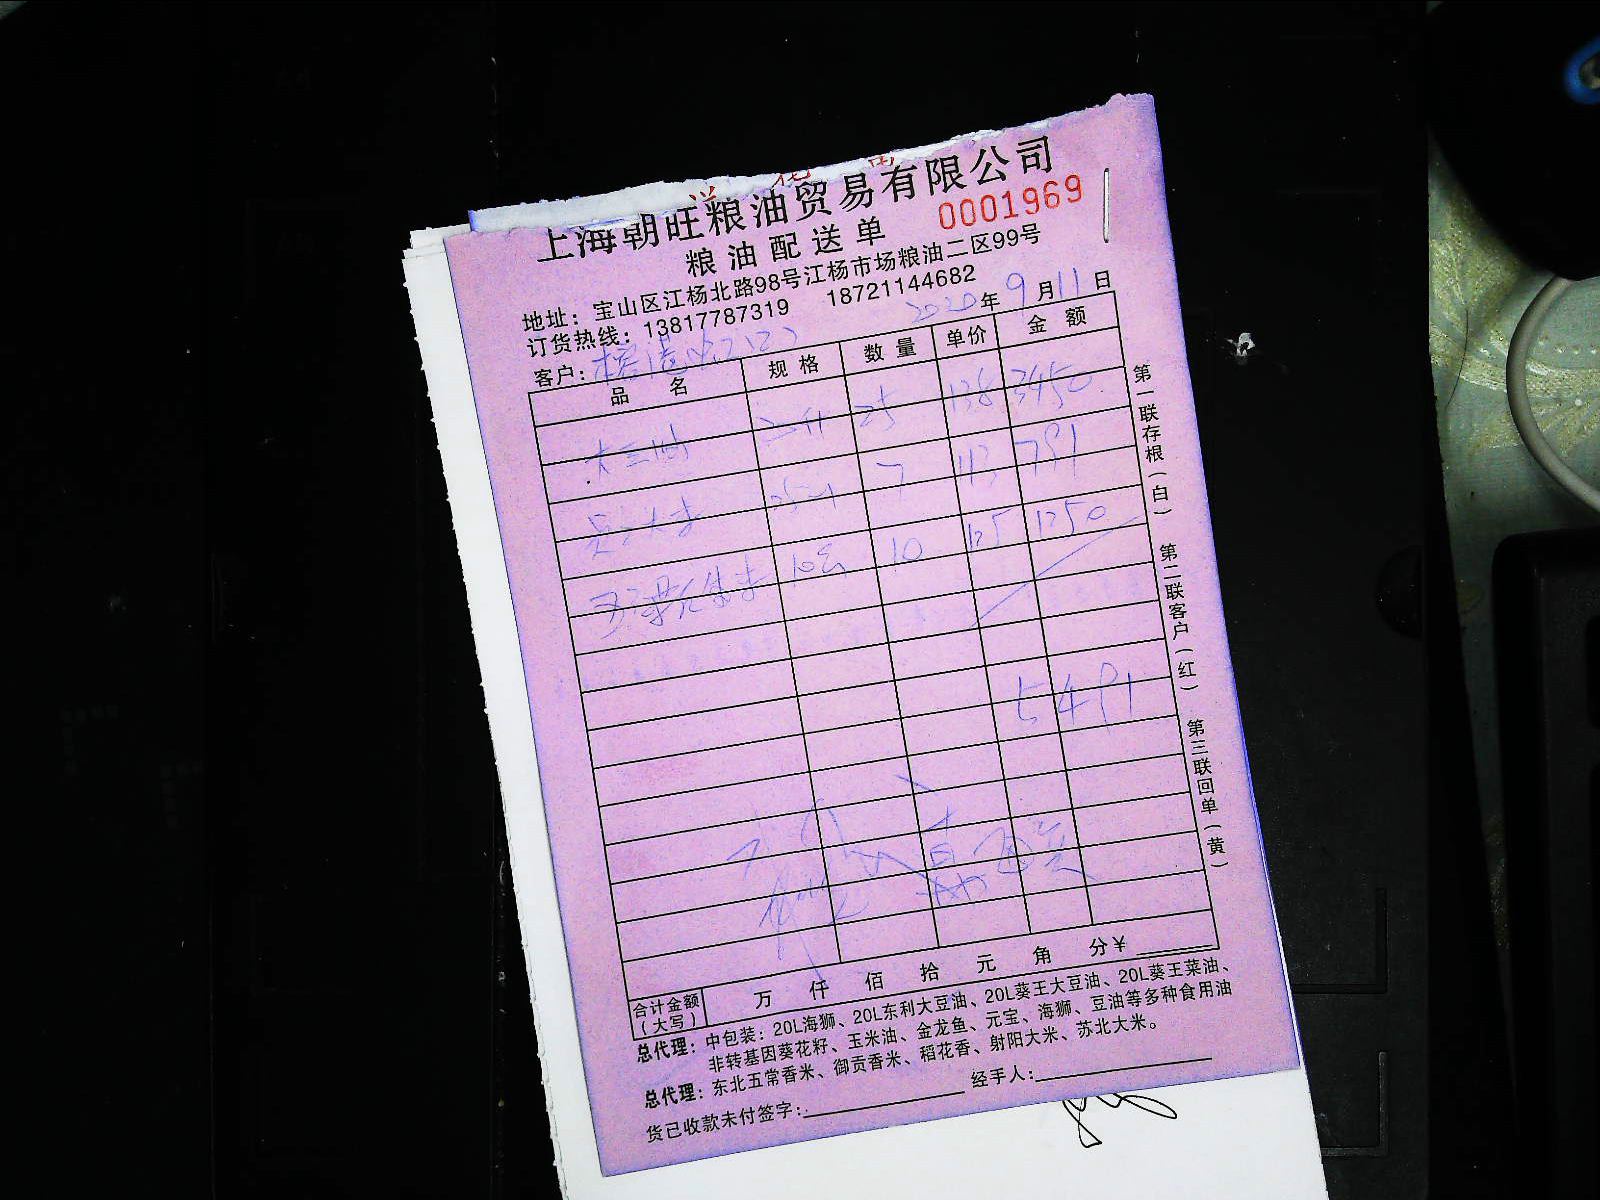 上海朝旺粮油贸易有限公司
粮油配送单 0001969
地址：宝山区江杨北路98号江杨市场粮油二区99号
订货热线：13817787319 18721144682
2020年9月11日
客户：
品名 规格 数量 单价 金额
25 138 3450
7 113 791
10 125 1250
5491
合计金额（大写） 万 仟 佰 拾 元 角 分￥
总代理：中包装：20L海狮、20L东利大豆油、20L葵王大豆油、20L葵王菜油、
非转基因葵花籽、玉米油、金龙鱼、元宝、海狮、豆油等多种食用油
总代理：东北五常香米、御贡香米、稻花香、射阳大米、苏北大米。
货已收款未付签字： 经手人：
第一联存根（白） 第二联客户（红） 第三联回单（黄）